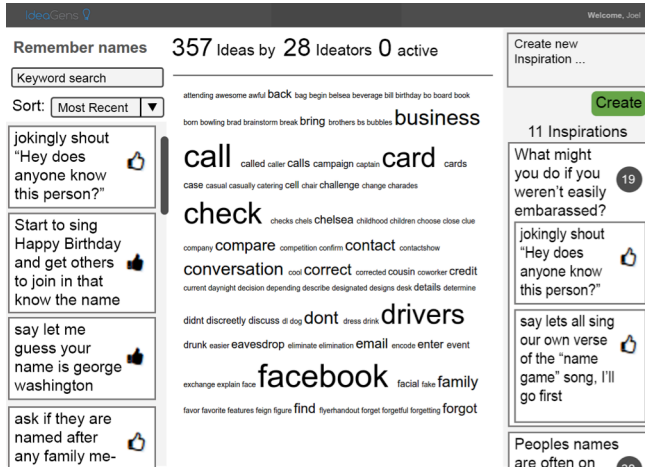 IdeaGens
Welcome, Joel
Remember names
Keyword search
Sort: Most Recent
jokingly shout
“Hey does
anyone know
this person?”
Start to sing
Happy Birthday
and get others
to join in that
know the name
say let me
guess your
name is george
washington
ask if they are
named after
any family me-
357 Ideas by 28 Ideators 0 active
attending awesome awful back bag begin belsea beverage bill birthday bo board book
born bowling brad brainstorm break bring brothers bs bubbles business
call called caller calls campaign captain card cards
case casual casually catering cell chair challenge change charades
check checks chels chelsea childhood children choose close clue
company compare competition confirm contact contactshow
conversation cool correct corrected cousin coworker credit
current daynight decision depending describe designated designs desk details determine
didnt discreetly discuss dl dog dont dress drink drivers
drunk easier eavesdrop eliminate elimination email encode enter event
exchange explain face facebook facial fake family
favor favorite features feign figure find flyerhandout forget forgetful forgetting forgot
Create new
Inspiration ...
Create
11 Inspirations
What might
you do if you
weren’t easily
embarassed?
19
jokingly shout
“Hey does
anyone know
this person?”
say lets all sing
our own verse
of the “name
game” song, I’ll
go first
Peoples names
are often on